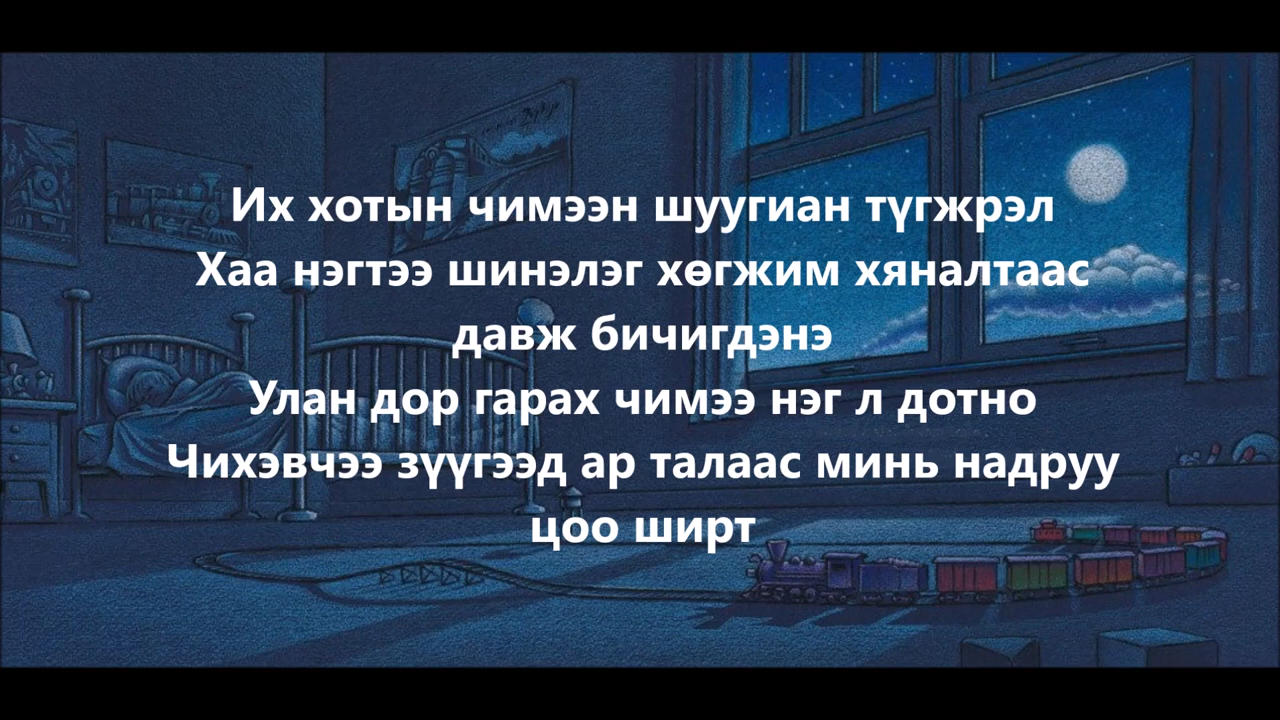 Их хотын чимээн шуугиан түгжрэл
Хаа нэгтээ шинэлэг хөгжим хяналтаас
давж бичигдэнэ
Улан дор гарах чимээ нэг л дотно
Чихэвчээ зүүгээд ар талаас минь надруу
цоо ширт